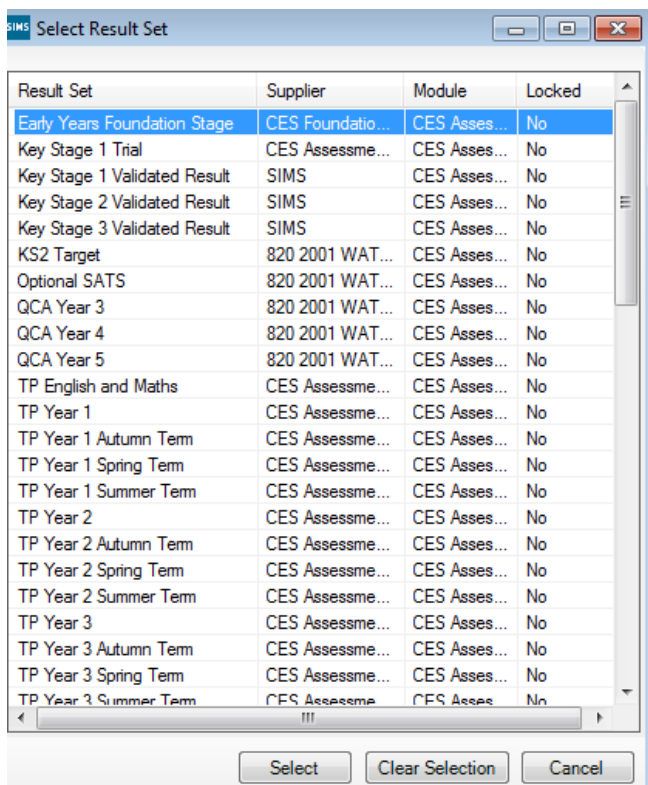 SIMS Select Result Set
Result Set Supplier Module Locked
Early Years Foundation Stage CES Foundatio... CES Asses... No
Key Stage 1 Trial CES Assessme... CES Asses... No
Key Stage 1 Validated Result SIMS CES Asses... No
Key Stage 2 Validated Result SIMS CES Asses... No
Key Stage 3 Validated Result SIMS CES Asses... No
KS2 Target 820 2001 WAT... CES Asses... No
Optional SATS 820 2001 WAT... CES Asses... No
QCA Year 3 820 2001 WAT... CES Asses... No
QCA Year 4 820 2001 WAT... CES Asses... No
QCA Year 5 820 2001 WAT... CES Asses... No
TP English and Maths CES Assessme... CES Asses... No
TP Year 1 CES Assessme... CES Asses... No
TP Year 1 Autumn Term CES Assessme... CES Asses... No
TP Year 1 Spring Term CES Assessme... CES Asses... No
TP Year 1 Summer Term CES Assessme... CES Asses... No
TP Year 2 CES Assessme... CES Asses... No
TP Year 2 Autumn Term CES Assessme... CES Asses... No
TP Year 2 Spring Term CES Assessme... CES Asses... No
TP Year 2 Summer Term CES Assessme... CES Asses... No
TP Year 3 CES Assessme... CES Asses... No
TP Year 3 Autumn Term CES Assessme... CES Asses... No
TP Year 3 Spring Term CES Assessme... CES Asses... No
TP Year 3 Summer Term CES Assessme CES Asses No
Select Clear Selection Cancel